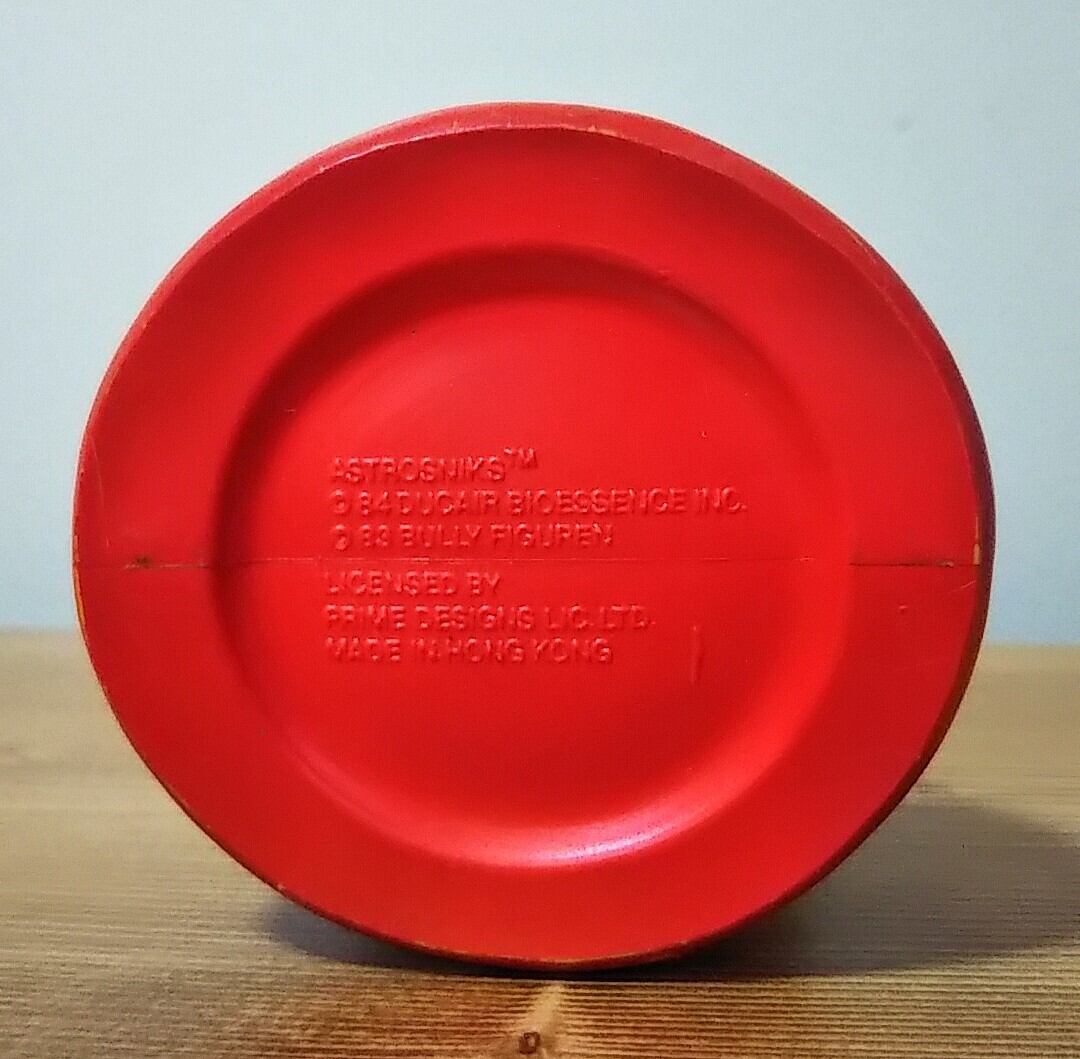 ASTROSNIKS™
© 84 DUCAIR BIOESSENCE INC.
© 83 BULLY FIGUREN
LICENSED BY
PRIME DESIGNS LIC. LTD.
MADE IN HONG KONG